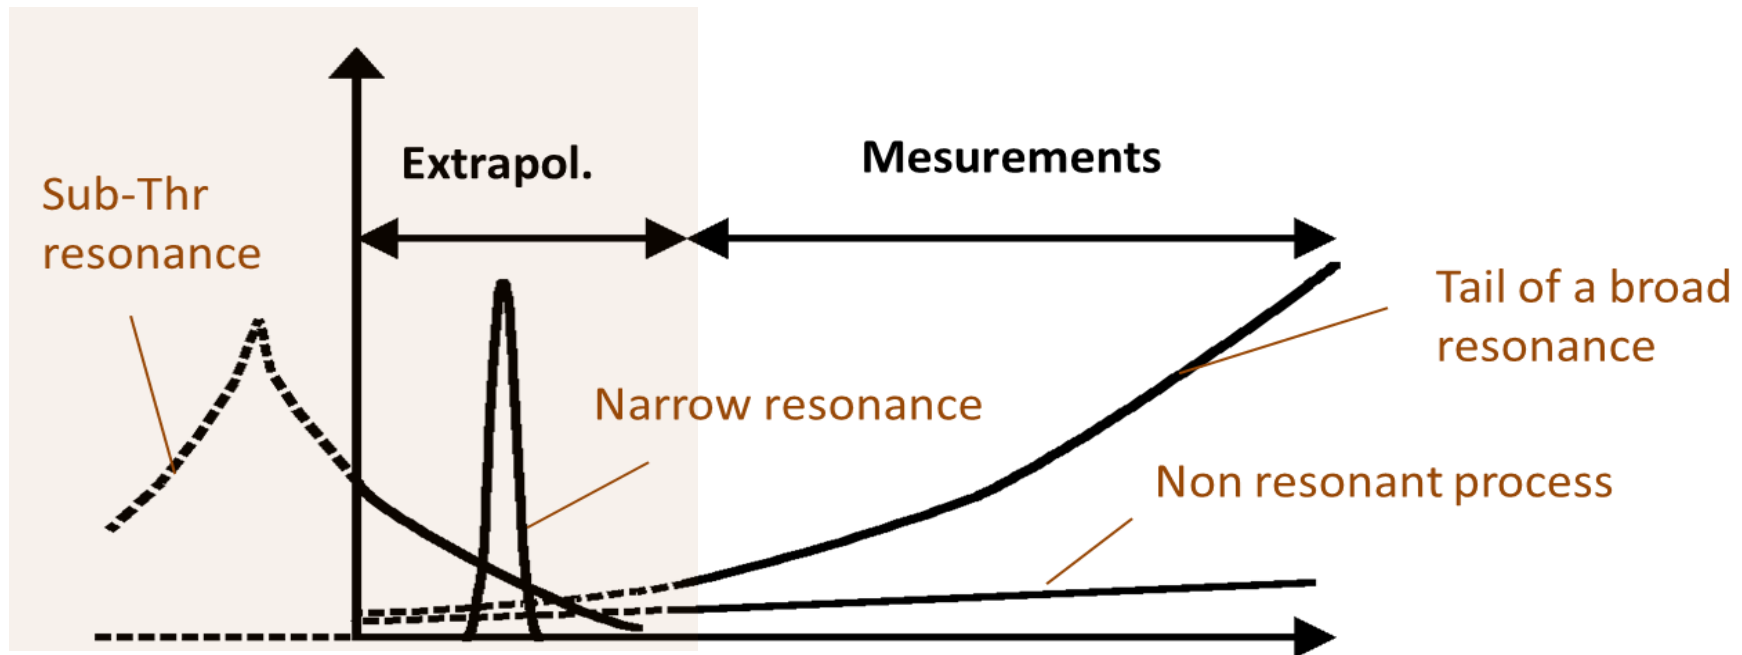 Extrapol.
Mesurements
Sub-Thr
resonance
Tail of a broad
resonance
Narrow resonance
Non resonant process